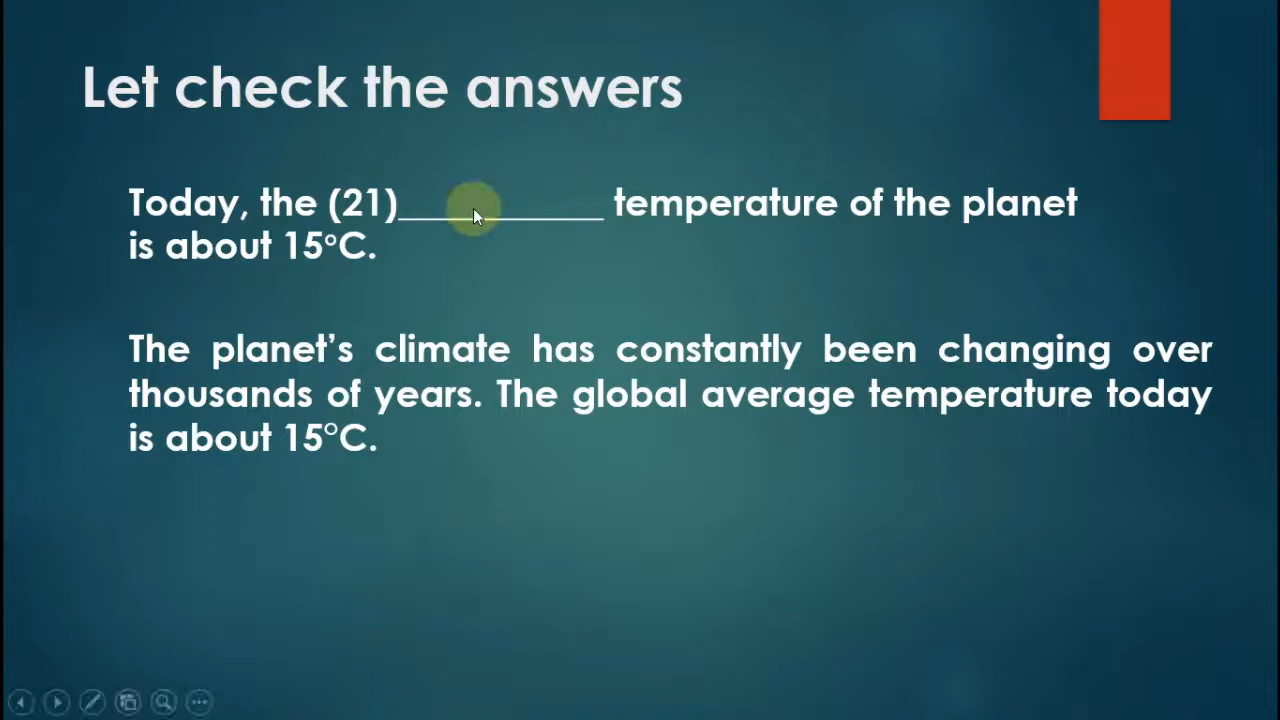 Let check the answers
Today, the (21)__________ temperature of the planet
is about 15°C.
The planet’s climate has constantly been changing over
thousands of years. The global average temperature today
is about 15°C.